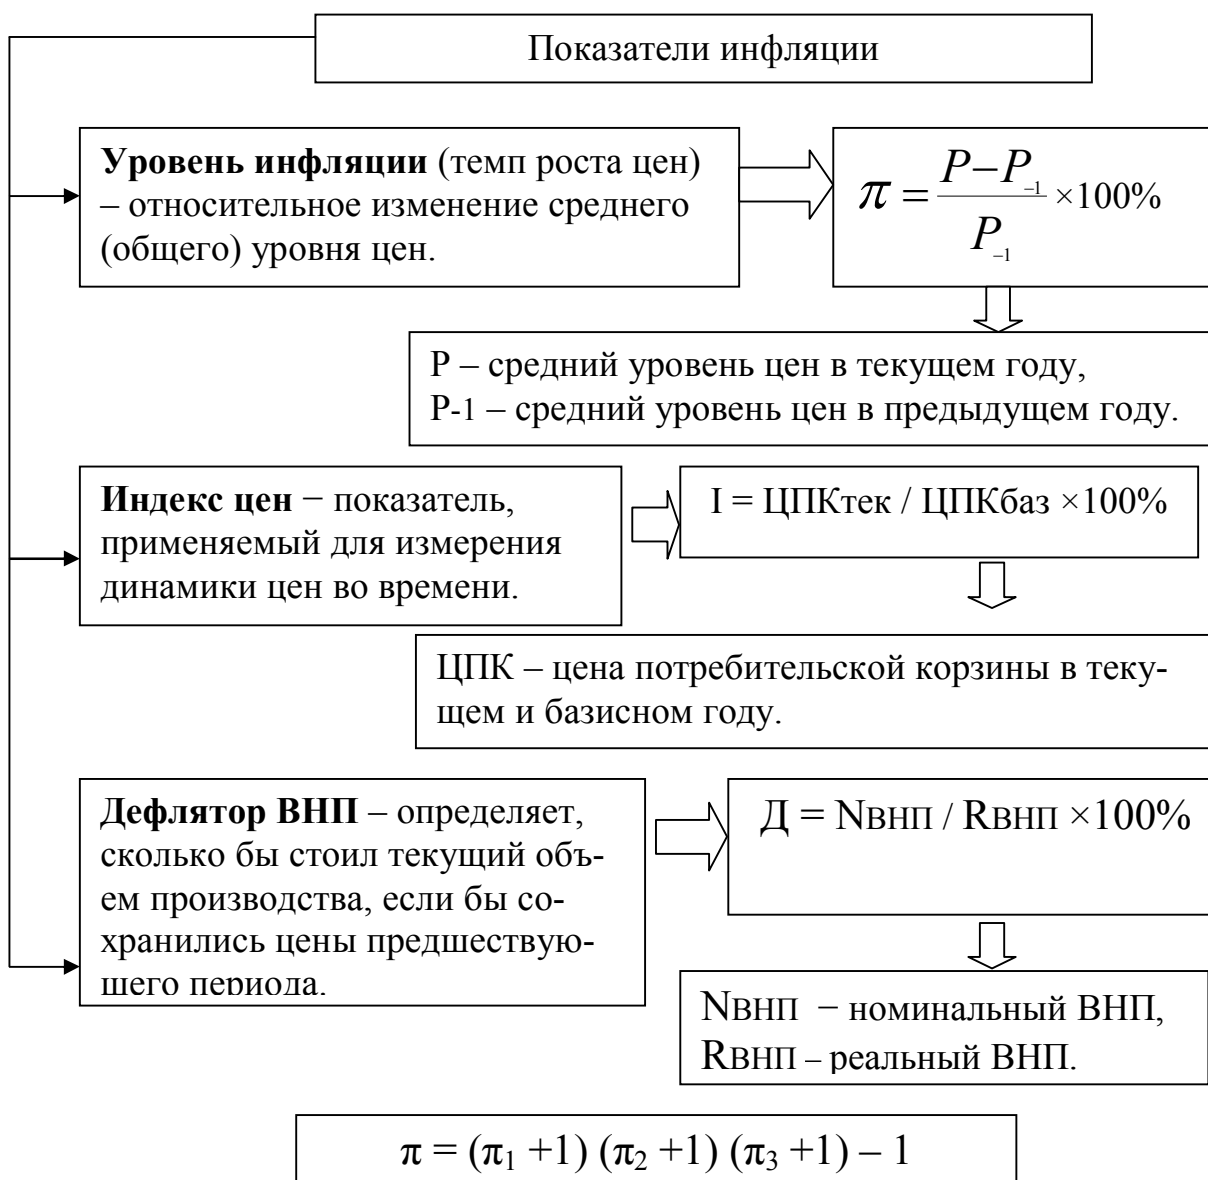 Показатели инфляции
Уровень инфляции (темп роста цен)
– относительное изменение среднего
(общего) уровня цен.
π = (P – P₋₁) / P₋₁ ×100%
P – средний уровень цен в текущем году,
P-1 – средний уровень цен в предыдущем году.
Индекс цен – показатель,
применяемый для измерения
динамики цен во времени.
I = ЦПКтек / ЦПКбаз ×100%
ЦПК – цена потребительской корзины в теку-
щем и базисном году.
Дефлятор ВНП – определяет,
сколько бы стоил текущий объ-
ем производства, если бы со-
хранились цены предшествую-
щего периода.
Д = NВНП / RВНП ×100%
NВНП – номинальный ВНП,
RВНП – реальный ВНП.
π = (π₁ +1) (π₂ +1) (π₃ +1) – 1